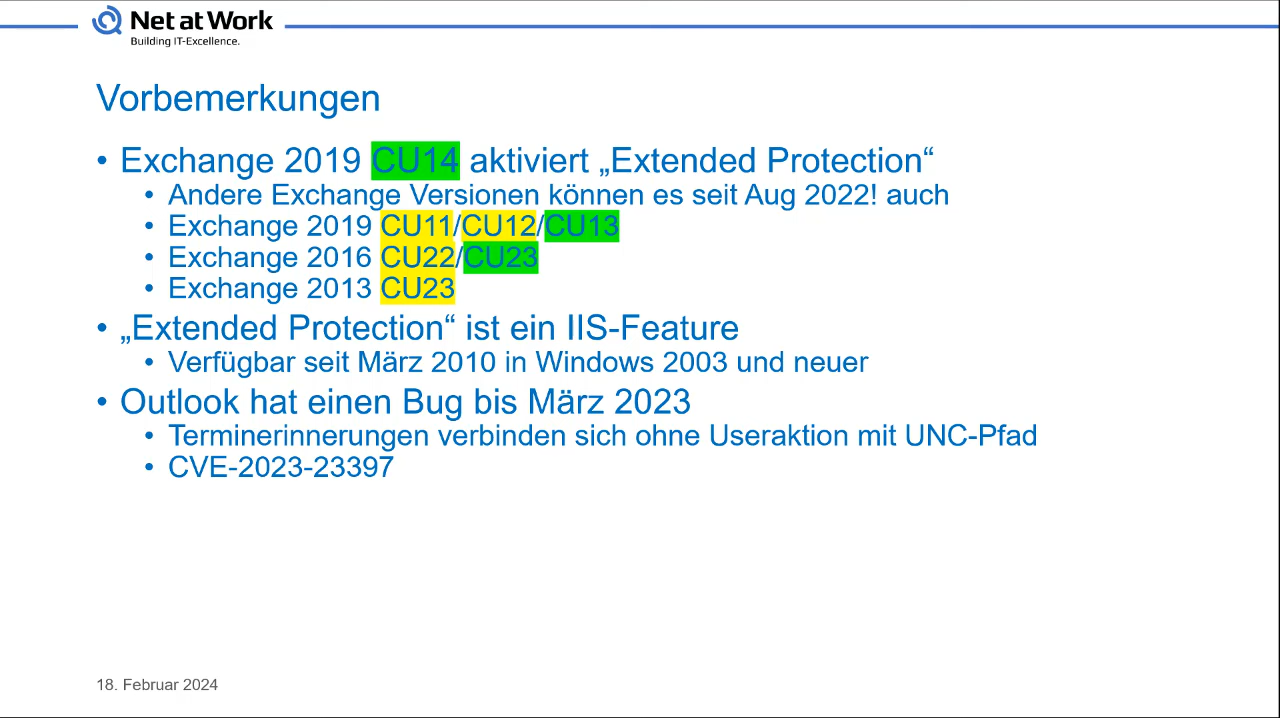 Net at Work
Building IT-Excellence.
Vorbemerkungen
• Exchange 2019 CU14 aktiviert „Extended Protection“
• Andere Exchange Versionen können es seit Aug 2022! auch
• Exchange 2019 CU11/CU12/CU13
• Exchange 2016 CU22/CU23
• Exchange 2013 CU23
• „Extended Protection“ ist ein IIS-Feature
• Verfügbar seit März 2010 in Windows 2003 und neuer
• Outlook hat einen Bug bis März 2023
• Terminerinnerungen verbinden sich ohne Useraktion mit UNC-Pfad
• CVE-2023-23397
18. Februar 2024